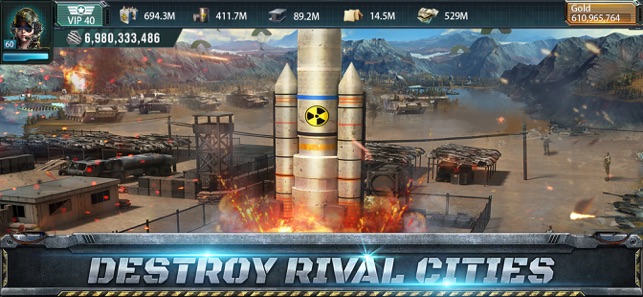 VIP 40
694.3M
411.7M
89.2M
14.5M
529M
Gold
610,965,764
60
6,980,333,486
DESTROY RIVAL CITIES